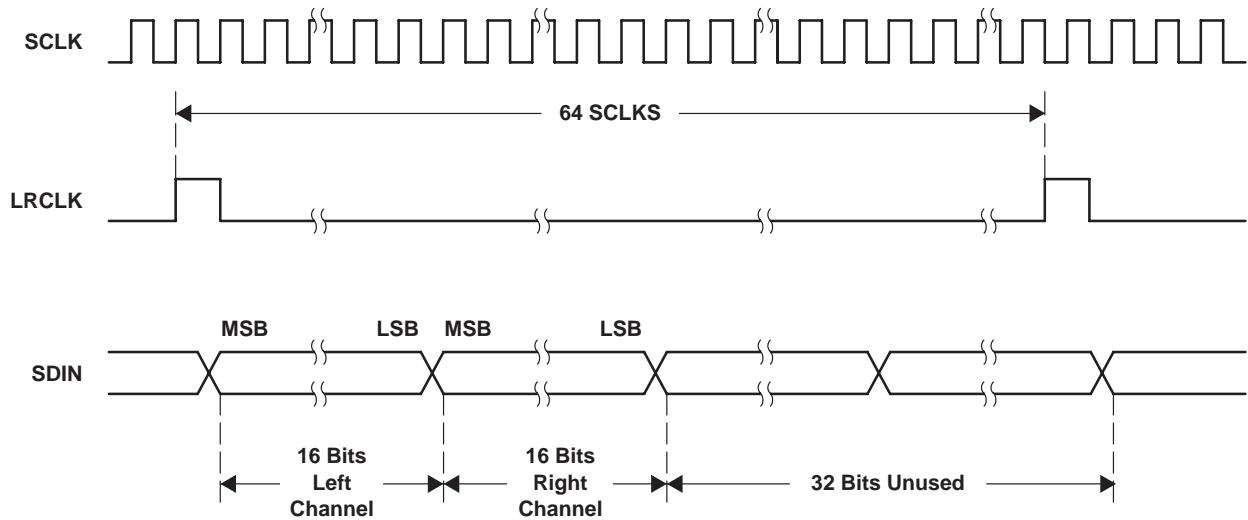 SCLK
64 SCLKS
LRCLK
MSB LSB MSB LSB
SDIN
16 Bits
Left
Channel
16 Bits
Right
Channel
32 Bits Unused